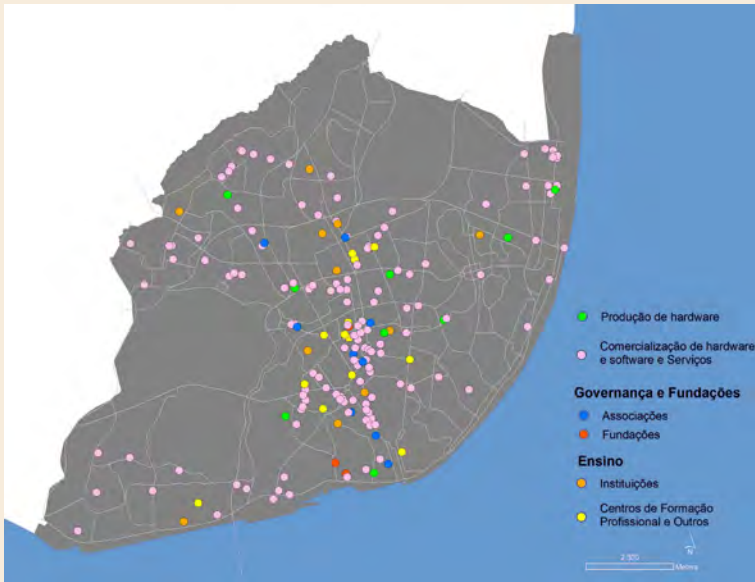 Produção de hardware
Comercialização de hardware
e software e Serviços
Governança e Fundações
Associações
Fundações
Ensino
Instituições
Centros de Formação
Profissional e Outros
N
Metros